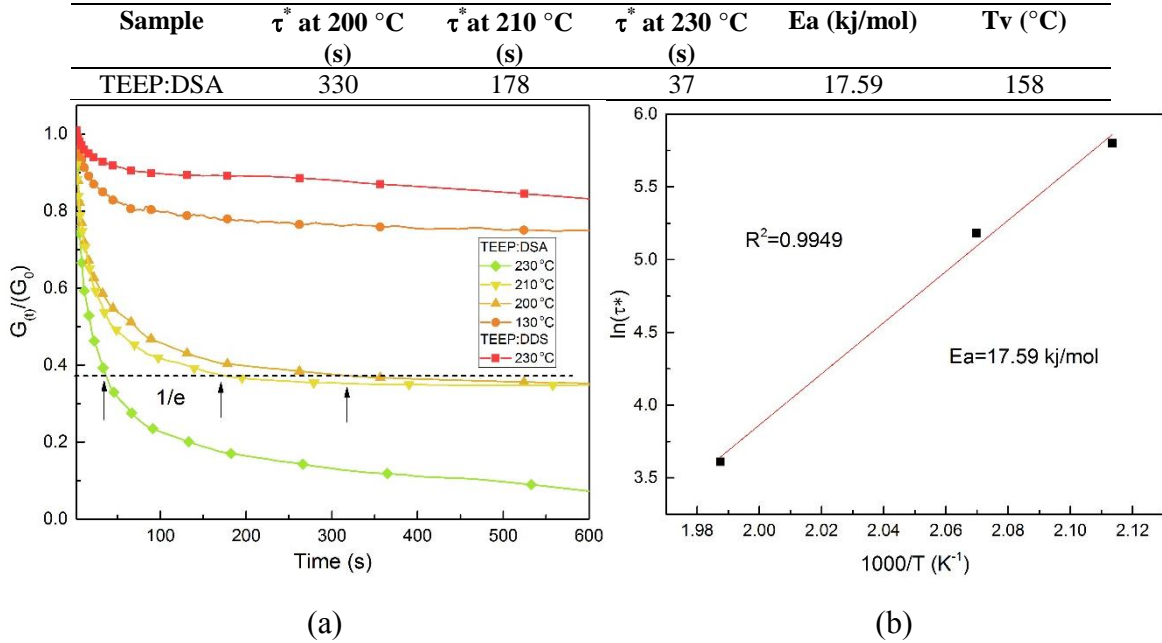 Sample τ* at 200 °C (s) τ* at 210 °C (s) τ* at 230 °C (s) Ea (kj/mol) Tv (°C)
TEEP:DSA 330 178 37 17.59 158
1.0
0.8
0.6
0.4
0.2
0.0
G(t)/(G0)
TEEP:DSA
230 °C
210 °C
200 °C
130 °C
TEEP:DDS
230 °C
1/e
100 200 300 400 500 600
Time (s)
(a)
6.0
5.5
5.0
4.5
4.0
3.5
ln(τ*)
R²=0.9949
Ea=17.59 kj/mol
1.98 2.00 2.02 2.04 2.06 2.08 2.10 2.12
1000/T (K⁻¹)
(b)